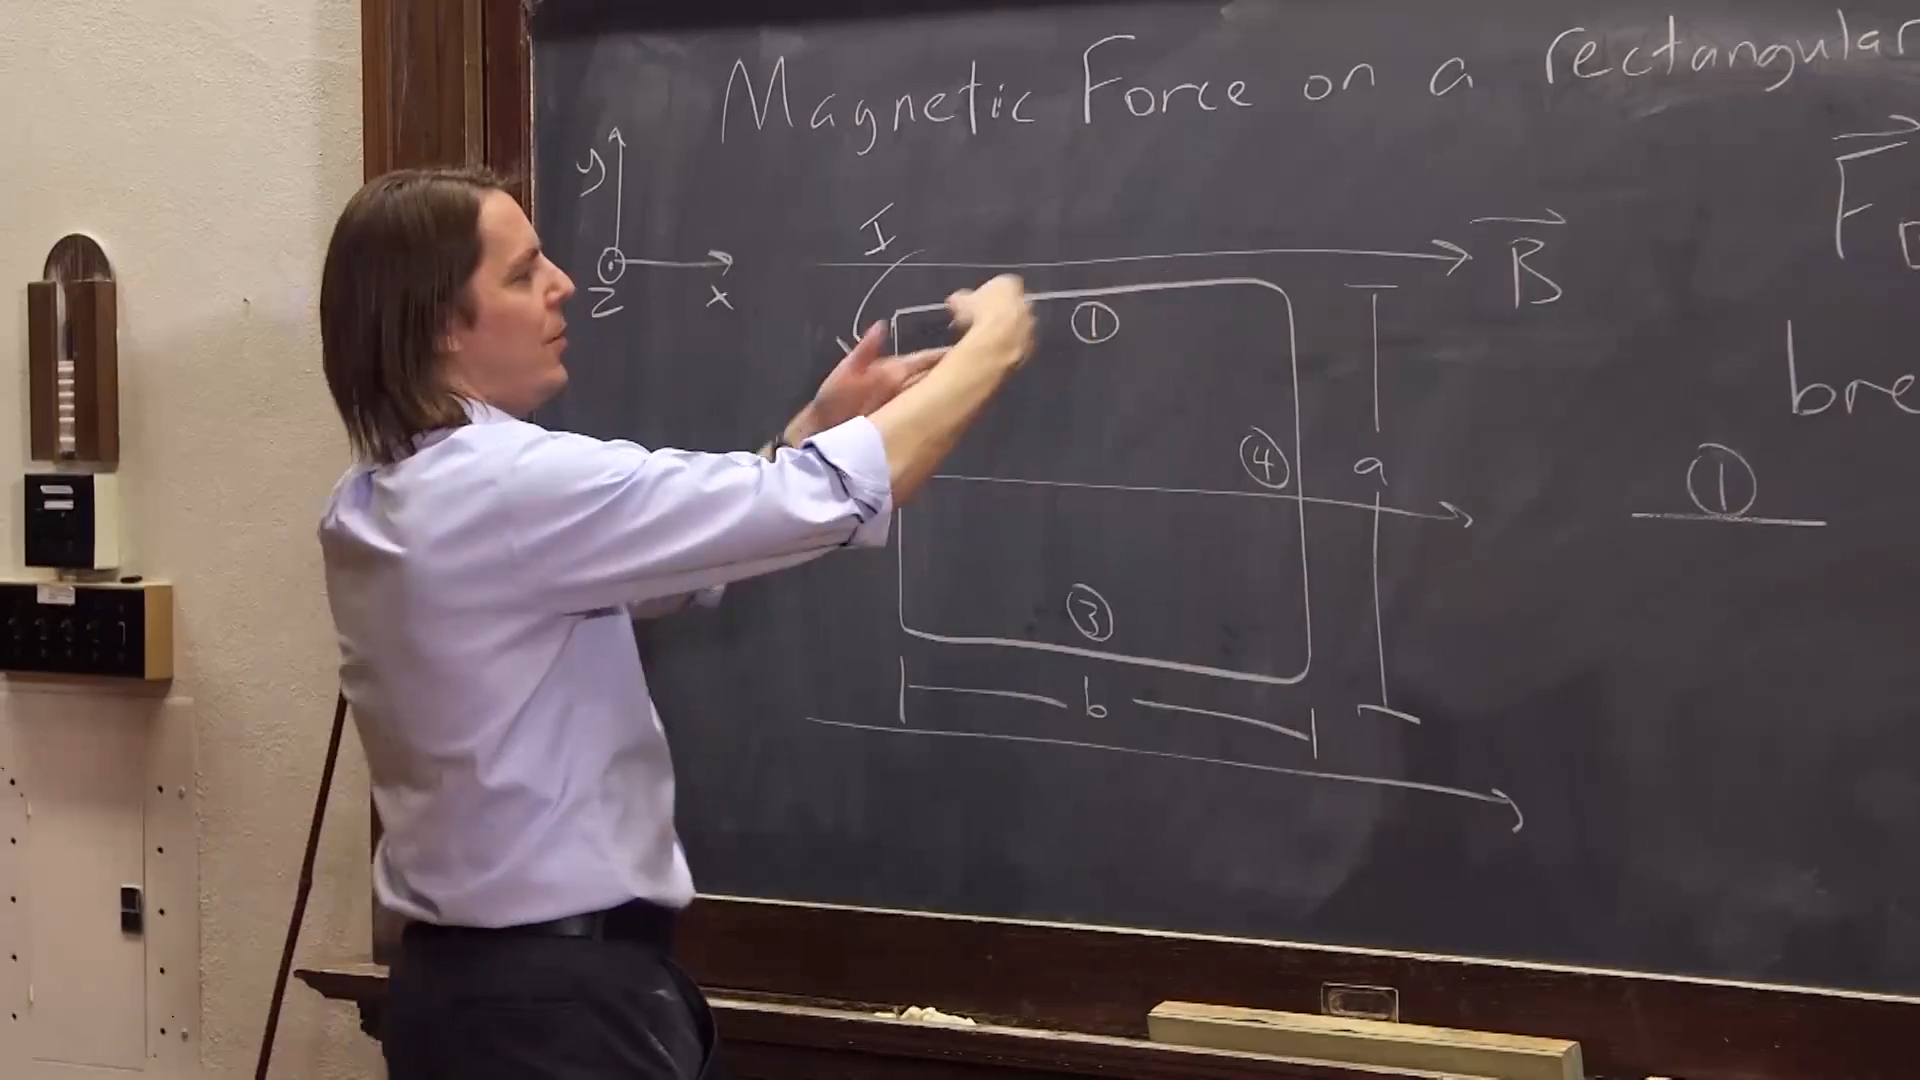 Magnetic Force on a rectangular
y
I
B
F
z
x
①
bre
④
a
①
③
b